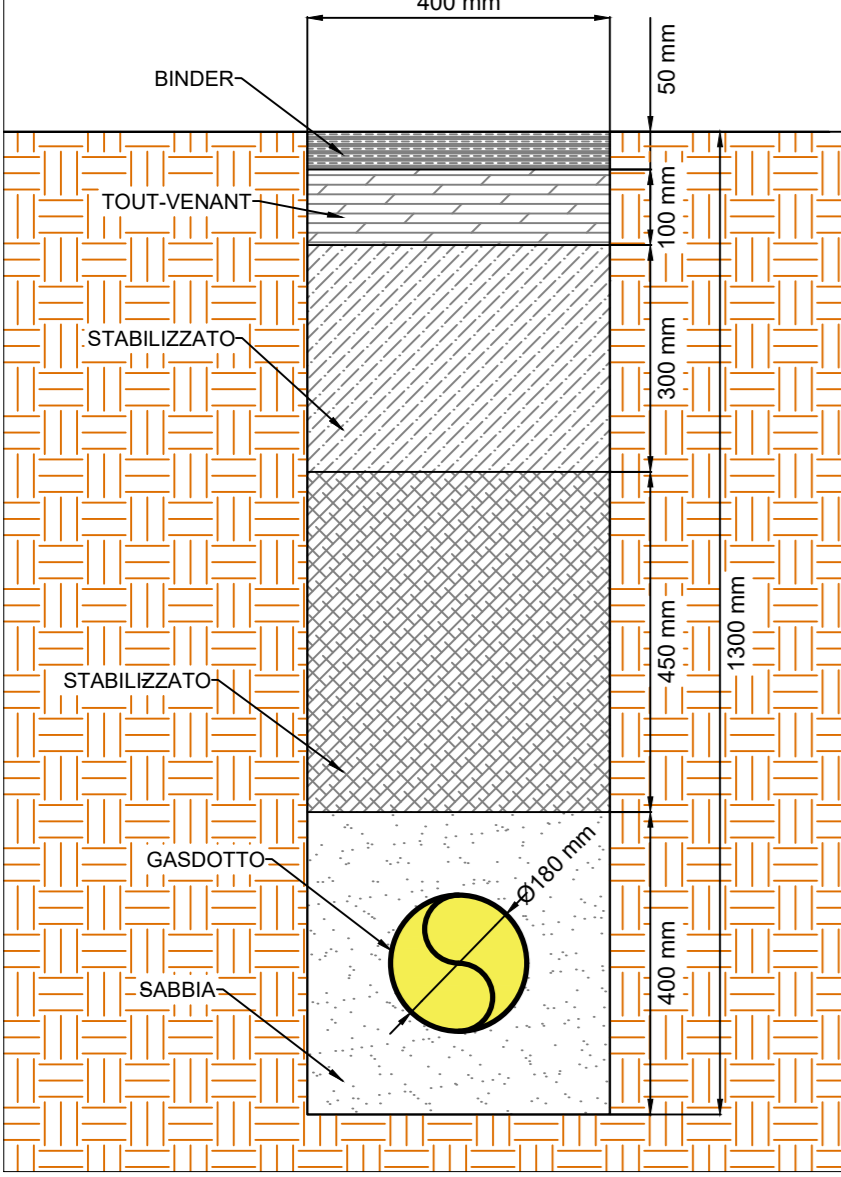 400 mm
50 mm
BINDER
TOUT-VENANT
100 mm
STABILIZZATO
300 mm
450 mm
1300 mm
STABILIZZATO
GASDOTTO
Ø180 mm
400 mm
SABBIA